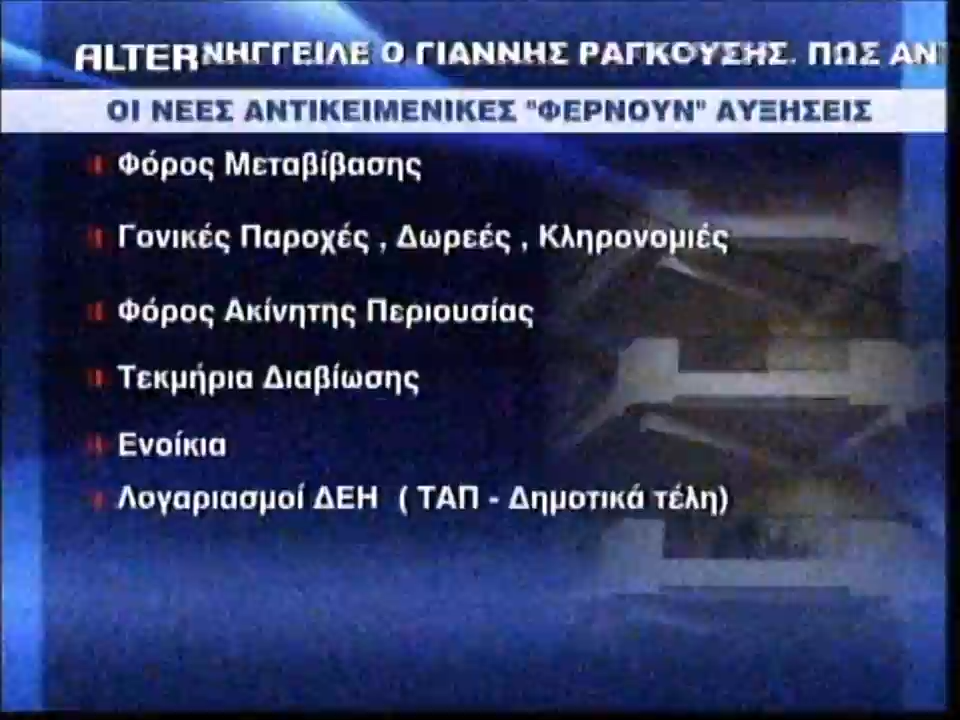 ALTER ΝΗΓΓΕΙΛΕ Ο ΓΙΑΝΝΗΣ ΡΑΓΚΟΥΣΗΣ. ΠΩΣ ΑΝ
ΟΙ ΝΕΕΣ ΑΝΤΙΚΕΙΜΕΝΙΚΕΣ "ΦΕΡΝΟΥΝ" ΑΥΞΗΣΕΙΣ
Φόρος Μεταβίβασης
Γονικές Παροχές , Δωρεές , Κληρονομιές
Φόρος Ακίνητης Περιουσίας
Τεκμήρια Διαβίωσης
Ενοίκια
Λογαριασμοί ΔΕΗ ( ΤΑΠ - Δημοτικά τέλη)